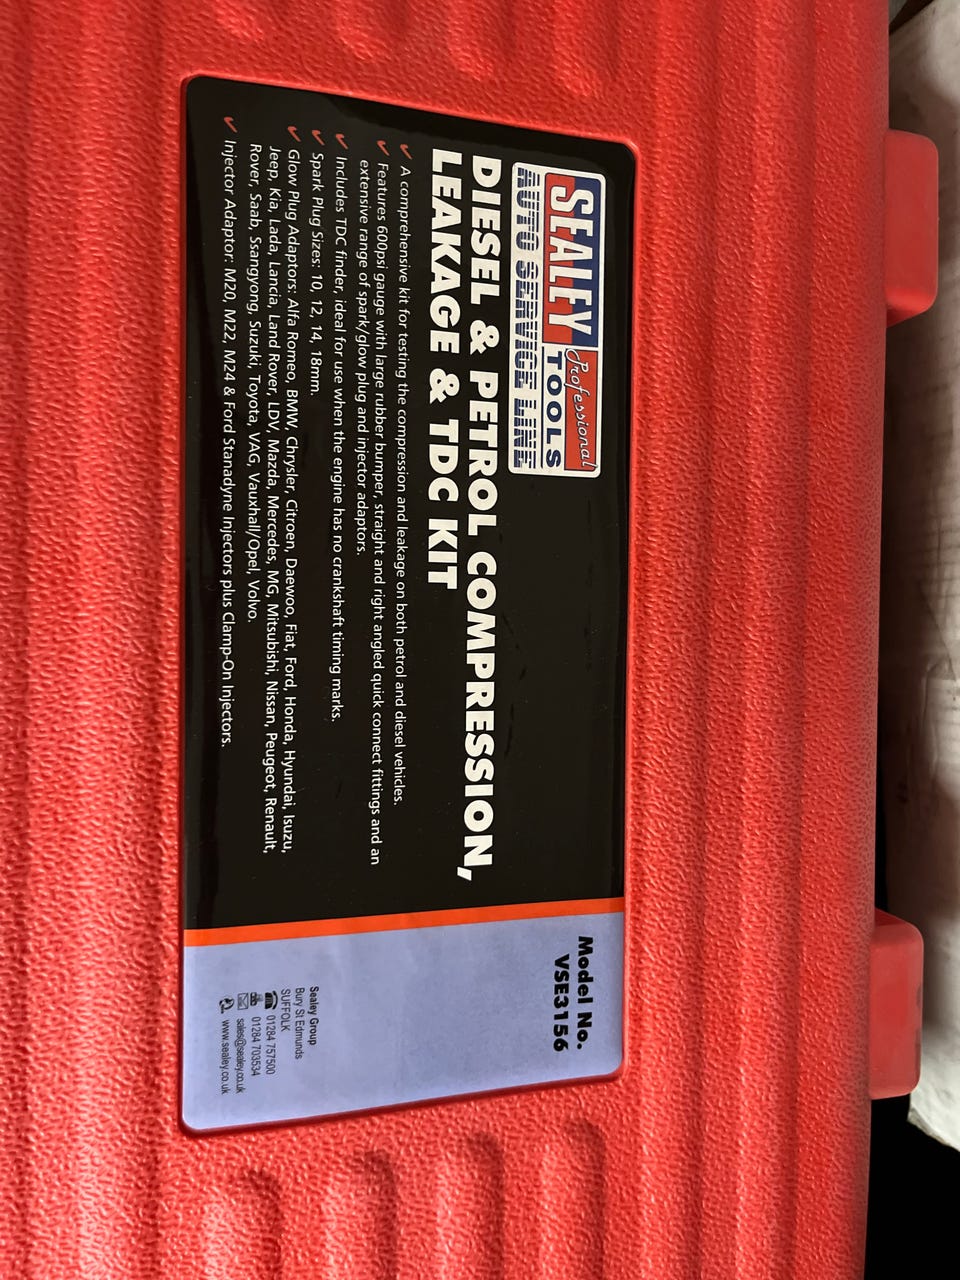 SEALEY Professional TOOLS
AUTO SERVICE LINE
DIESEL & PETROL COMPRESSION,
LEAKAGE & TDC KIT
✓ A comprehensive kit for testing the compression and leakage on both petrol and diesel vehicles.
✓ Features 600psi gauge with large rubber bumper, straight and right angled quick connect fittings and an
extensive range of spark/glow plug and injector adaptors.
✓ Includes TDC finder, ideal for use when the engine has no crankshaft timing marks.
✓ Spark Plug Sizes: 10, 12, 14, 18mm.
✓ Glow Plug Adaptors: Alfa Romeo, BMW, Chrysler, Citroen, Daewoo, Fiat, Ford, Honda, Hyundai, Isuzu,
Jeep, Kia, Lada, Lancia, Land Rover, LDV, Mazda, Mercedes, MG, Mitsubishi, Nissan, Peugeot, Renault,
Rover, Saab, Ssangyong, Suzuki, Toyota, VAG, Vauxhall/Opel, Volvo.
✓ Injector Adaptor: M20, M22, M24 & Ford Stanadyne Injectors plus Clamp-On Injectors.
Model No.
VSE3156
Sealey Group
Bury St Edmunds
SUFFOLK
01284 757500
01284 703534
sales@sealey.co.uk
www.sealey.co.uk